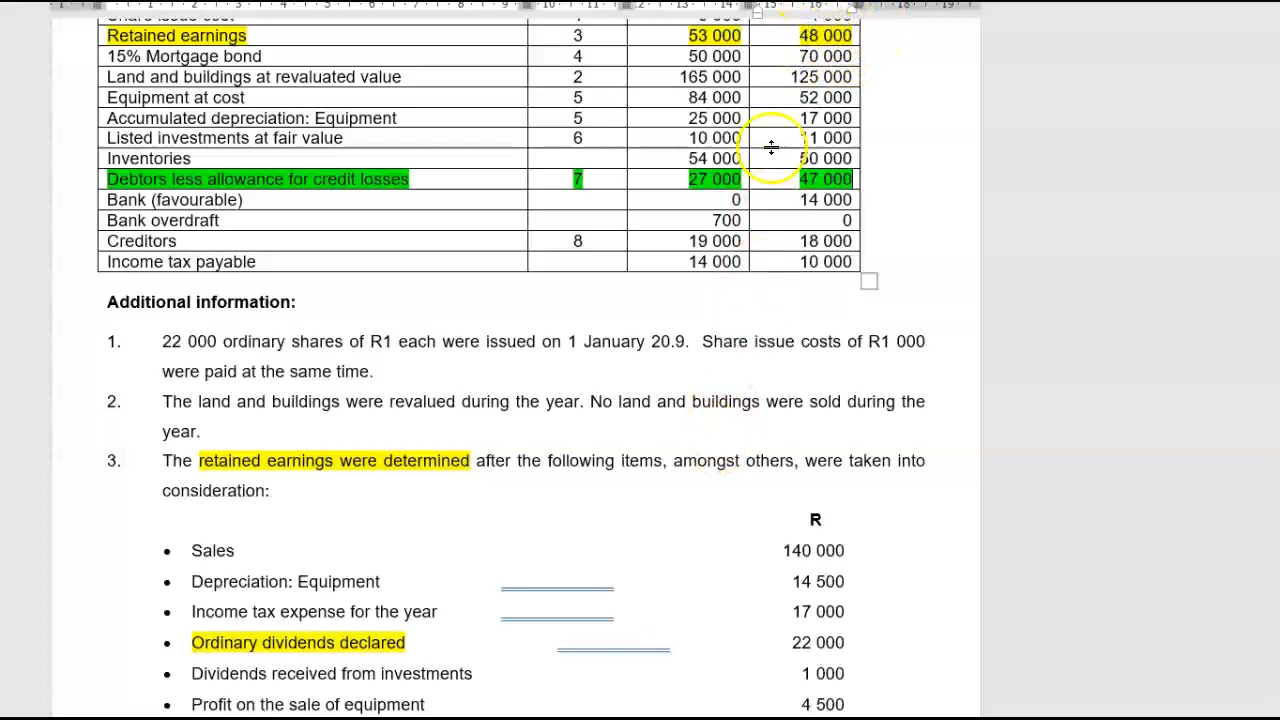 Retained earnings 3 53 000 48 000
15% Mortgage bond 4 50 000 70 000
Land and buildings at revaluated value 2 165 000 125 000
Equipment at cost 5 84 000 52 000
Accumulated depreciation: Equipment 5 25 000 17 000
Listed investments at fair value 6 10 000 11 000
Inventories 54 000 50 000
Debtors less allowance for credit losses 7 27 000 47 000
Bank (favourable) 0 14 000
Bank overdraft 700 0
Creditors 8 19 000 18 000
Income tax payable 14 000 10 000
Additional information:
1. 22 000 ordinary shares of R1 each were issued on 1 January 20.9. Share issue costs of R1 000
were paid at the same time.
2. The land and buildings were revalued during the year. No land and buildings were sold during the
year.
3. The retained earnings were determined after the following items, amongst others, were taken into
consideration:
R
• Sales 140 000
• Depreciation: Equipment 14 500
• Income tax expense for the year 17 000
• Ordinary dividends declared 22 000
• Dividends received from investments 1 000
• Profit on the sale of equipment 4 500